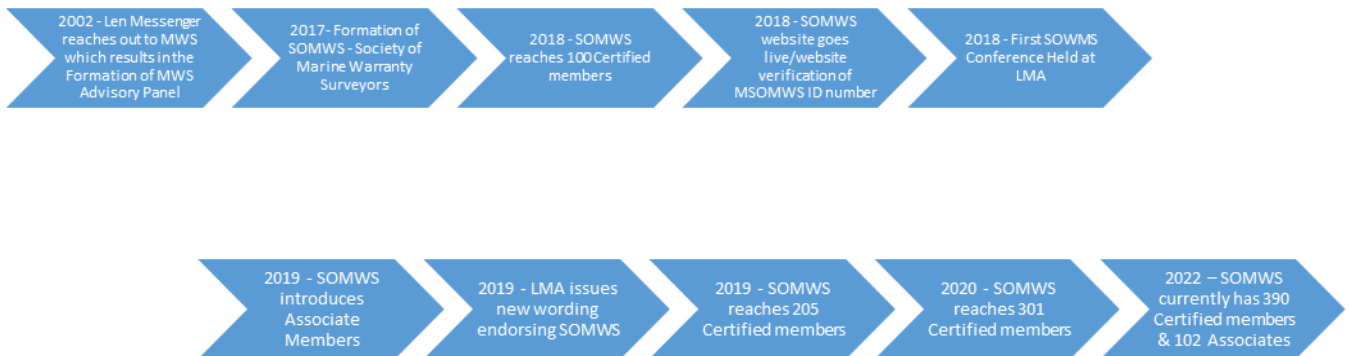 2002 - Len Messenger
reaches out to MWS
which results in the
Formation of MWS
Advisory Panel
2017- Formation of
SOMWS - Society of
Marine Warranty
Surveyors
2018 - SOMWS
reaches 100 Certified
members
2018 - SOMWS
website goes
live/website
verification of
MSOMWS ID number
2018 - First SOWMS
Conference Held at
LMA
2019 - SOMWS
introduces
Associate
Members
2019 - LMA issues
new wording
endorsing SOMWS
2019 - SOMWS
reaches 205
Certified members
2020 - SOMWS
reaches 301
Certified members
2022 – SOMWS
currently has 390
Certified members
& 102 Associates